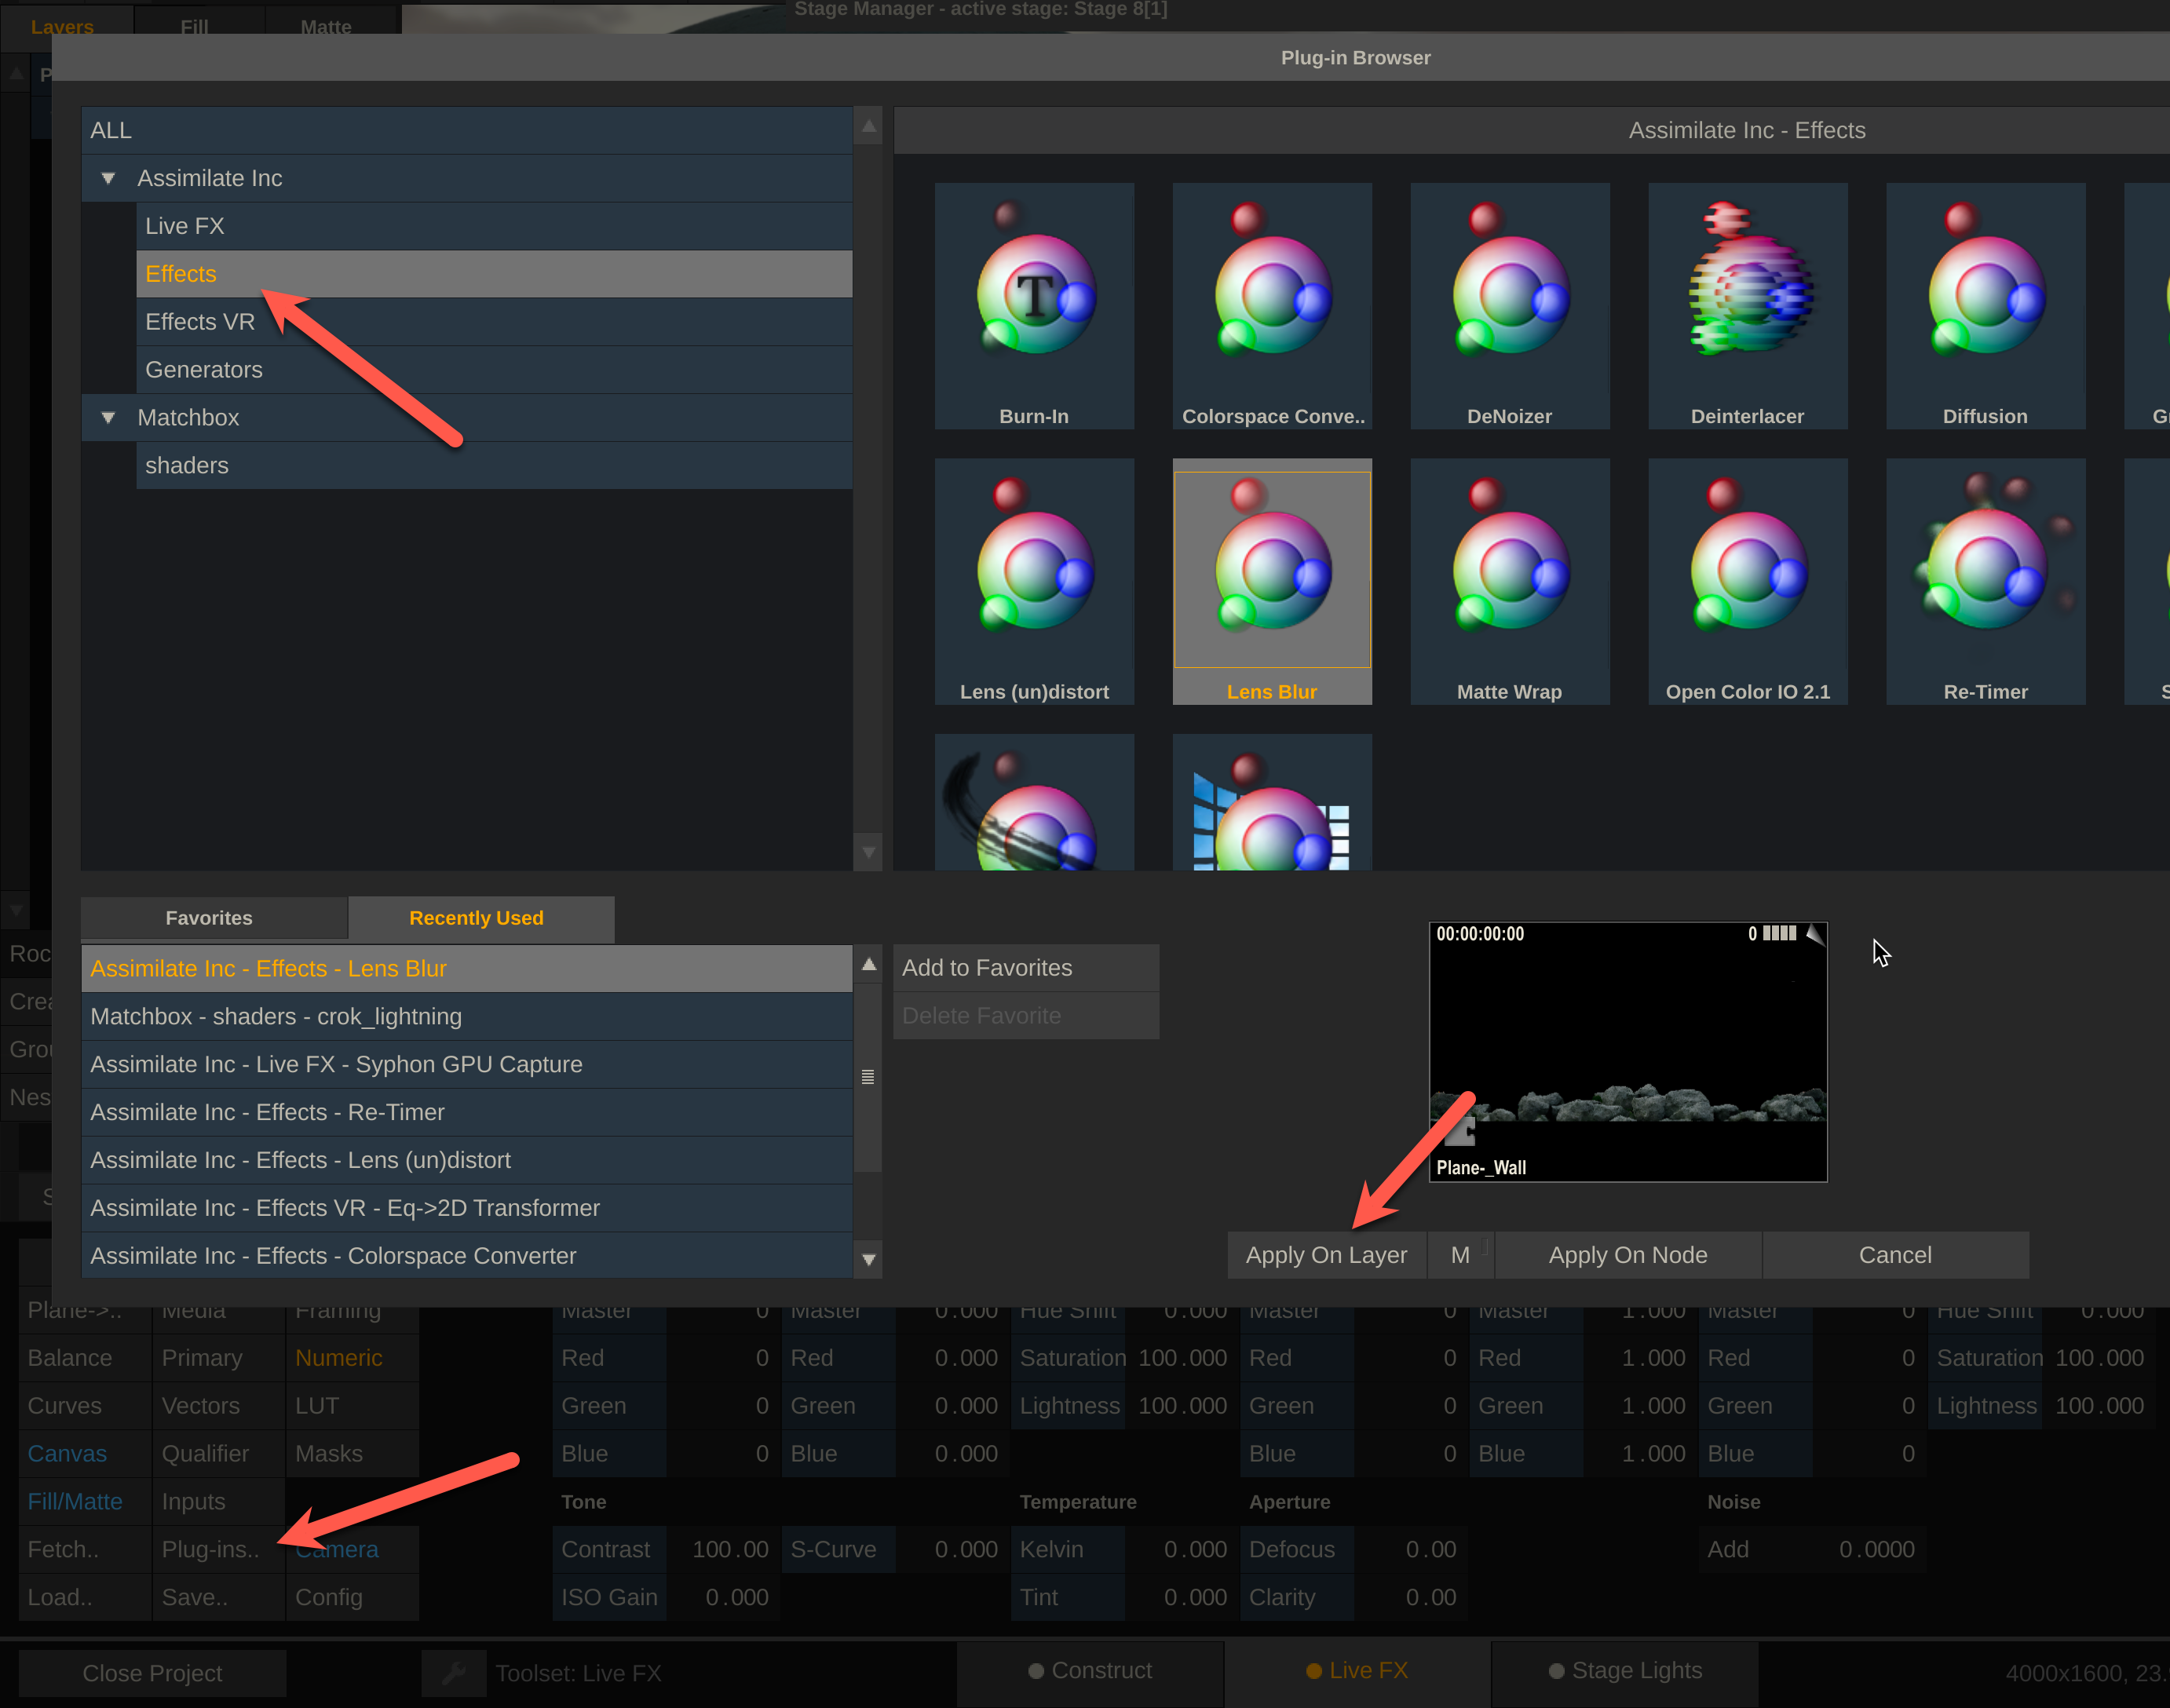 Stage Manager - active stage: Stage 8[1]
Layers Fill Matte
Plug-in Browser
ALL
Assimilate Inc
Live FX
Effects
Effects VR
Generators
Matchbox
shaders
Assimilate Inc - Effects
Burn-In Colorspace Conve.. DeNoizer Deinterlacer Diffusion
Lens (un)distort Lens Blur Matte Wrap Open Color IO 2.1 Re-Timer
Favorites Recently Used
Assimilate Inc - Effects - Lens Blur
Matchbox - shaders - crok_lightning
Assimilate Inc - Live FX - Syphon GPU Capture
Assimilate Inc - Effects - Re-Timer
Assimilate Inc - Effects - Lens (un)distort
Assimilate Inc - Effects VR - Eq->2D Transformer
Assimilate Inc - Effects - Colorspace Converter
Add to Favorites
Delete Favorite
00:00:00:00 0
Plane-_Wall
Apply On Layer M Apply On Node Cancel
Roc
Crea
Gro
Nes
Plane->.. Media Framing
Balance Primary Numeric
Curves Vectors LUT
Canvas Qualifier Masks
Fill/Matte Inputs
Fetch.. Plug-ins.. Camera
Load.. Save.. Config
Master 0 Master 0.000 Hue Shift 0.000 Master 0 Master 1.000 Master 0 Hue Shift 0.000
Red 0 Red 0.000 Saturation 100.000 Red 0 Red 1.000 Red 0 Saturation 100.000
Green 0 Green 0.000 Lightness 100.000 Green 0 Green 1.000 Green 0 Lightness 100.000
Blue 0 Blue 0.000 Blue 0 Blue 1.000 Blue 0
Tone Temperature Aperture Noise
Contrast 100.00 S-Curve 0.000 Kelvin 0.000 Defocus 0.00 Add 0.0000
ISO Gain 0.000 Tint 0.000 Clarity 0.00
Close Project Toolset: Live FX Construct Live FX Stage Lights 4000x1600, 23.